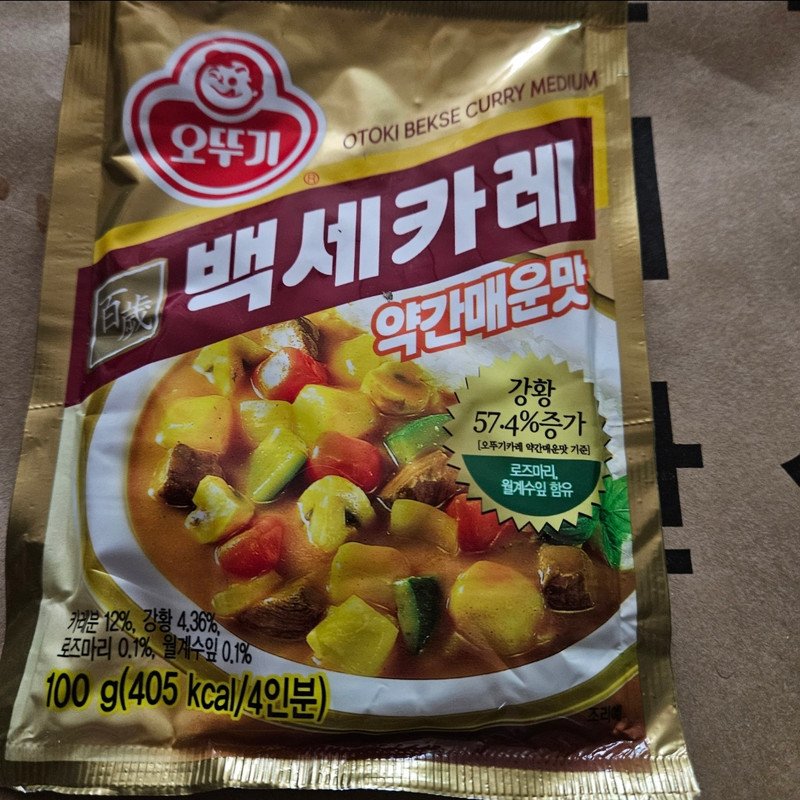 오뚜기
®
OTOKI BEKSE CURRY MEDIUM
백세카레
百歲
약간매운맛
강황
57.4%증가
[오뚜기카레 약간매운맛 기준]
로즈마리,
월계수잎 함유
카레분 12%, 강황 4.36%,
로즈마리 0.1%, 월계수잎 0.1%
100 g(405 kcal/4인분)
조리예